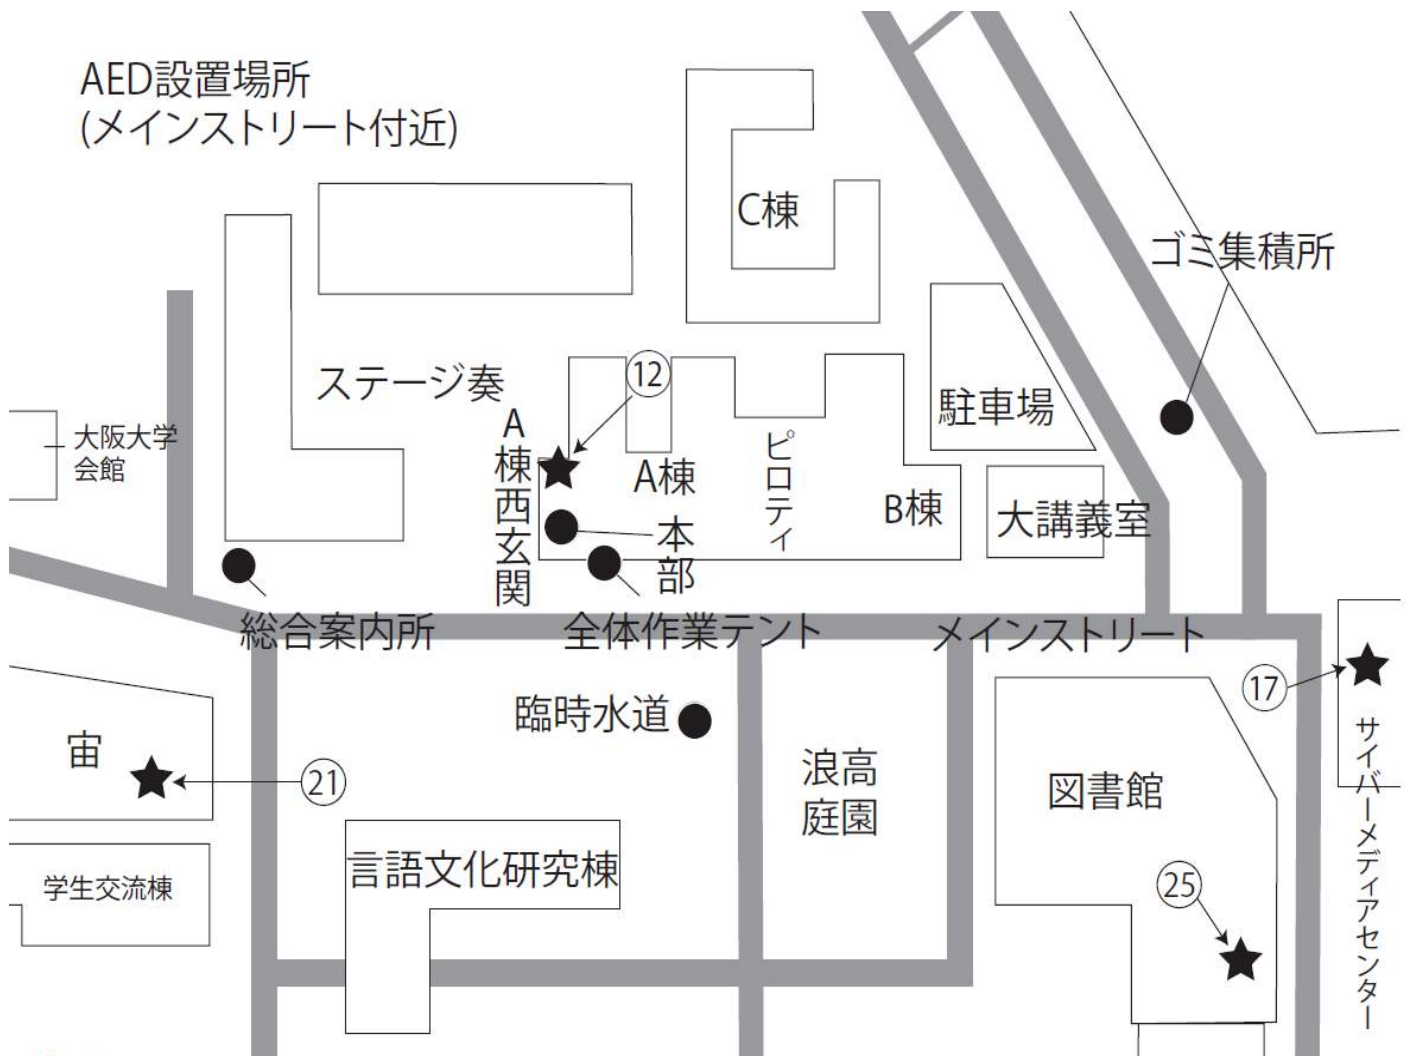 AED設置場所
(メインストリート付近)
C棟
ゴミ集積所
ステージ奏
12
駐車場
大阪大学
会館
A棟西玄関
A棟
ピロティ
B棟
大講義室
本部
総合案内所
全体作業テント
メインストリート
17
臨時水道
宙
21
浪高
庭園
図書館
サイバーメディアセンター
言語文化研究棟
学生交流棟
25